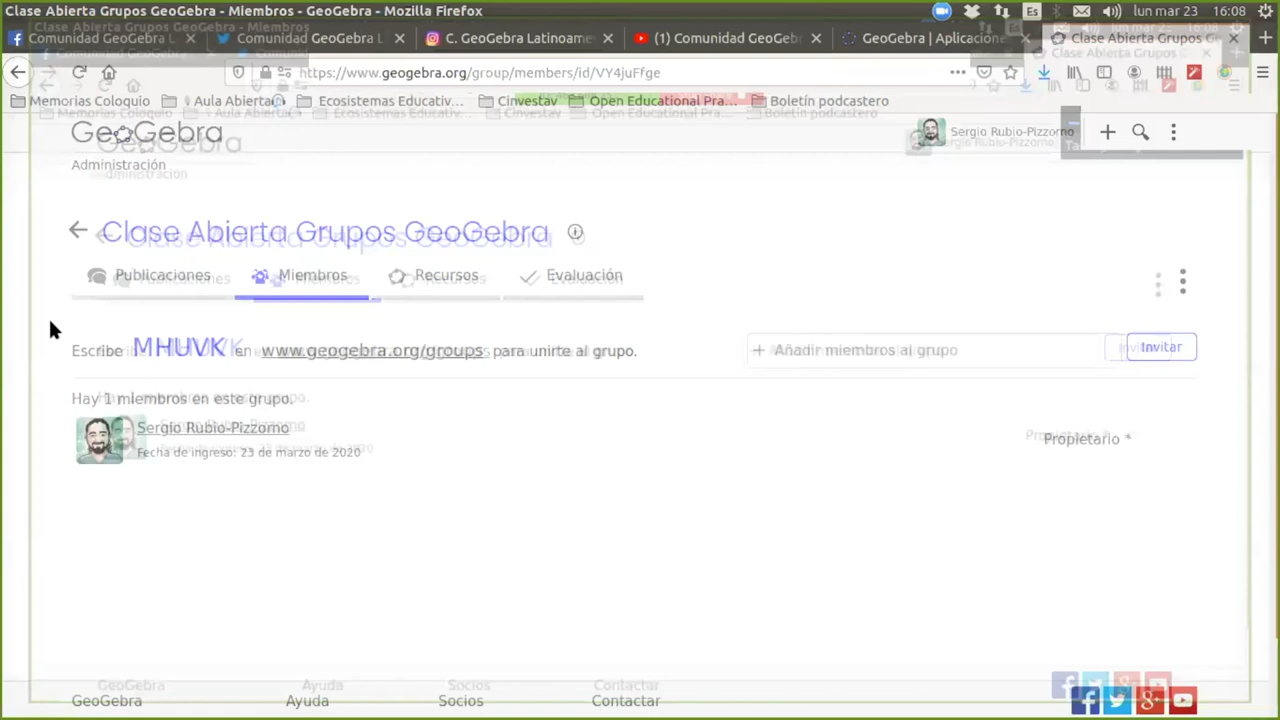 Clase Abierta Grupos GeoGebra - Miembros - GeoGebra - Mozilla Firefox
Es
lun mar 23
16:08
Comunidad GeoGebra L
Comunidad GeoGebra L
C. GeoGebra Latinoame
(1) Comunidad GeoGeb
GeoGebra | Aplicacione
Clase Abierta Grupos G
https://www.geogebra.org/group/members/id/VY4juFfge
Memorias Coloquio
Aula Abierta
Ecosistemas Educativ...
Cinvestav
Open Educational Pra...
Boletín podcastero
GeoGebra
Sergio Rubio-Pizzorno
Administración
Clase Abierta Grupos GeoGebra
Publicaciones
Miembros
Recursos
Evaluación
Escribe MHUVK en www.geogebra.org/groups para unirte al grupo.
+ Añadir miembros al grupo
Invitar
Hay 1 miembros en este grupo.
Sergio Rubio-Pizzorno
Fecha de ingreso: 23 de marzo de 2020
Propietario *
GeoGebra
Ayuda
Socios
Contactar